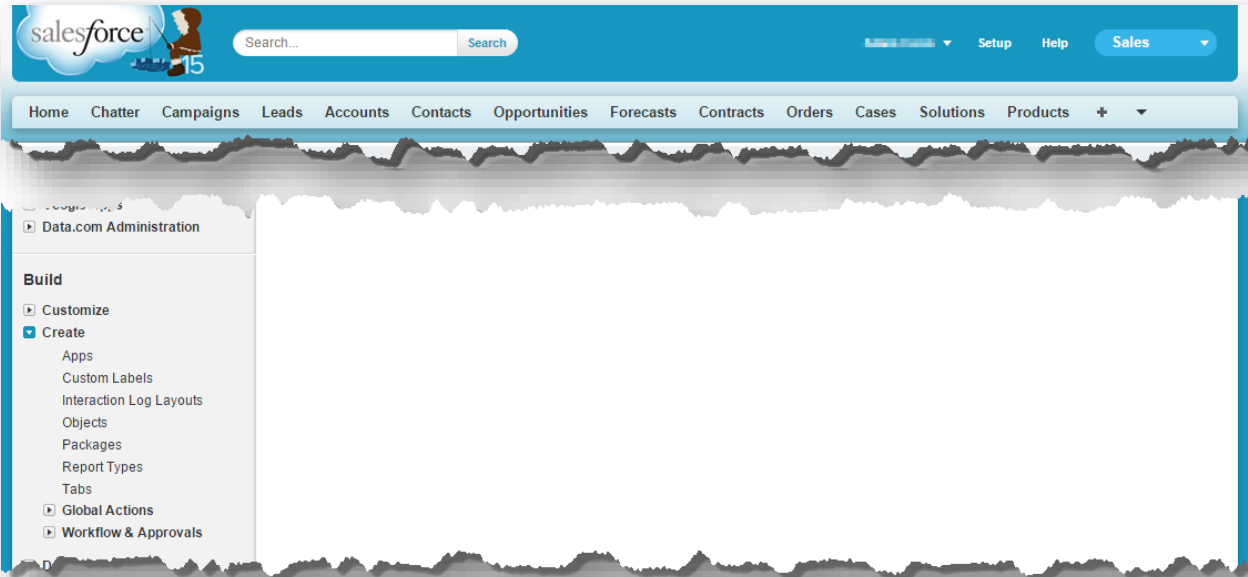 salesforce
15
Search... Search Setup Help Sales
Home Chatter Campaigns Leads Accounts Contacts Opportunities Forecasts Contracts Orders Cases Solutions Products +
Data.com Administration
Build
Customize
Create
Apps
Custom Labels
Interaction Log Layouts
Objects
Packages
Report Types
Tabs
Global Actions
Workflow & Approvals